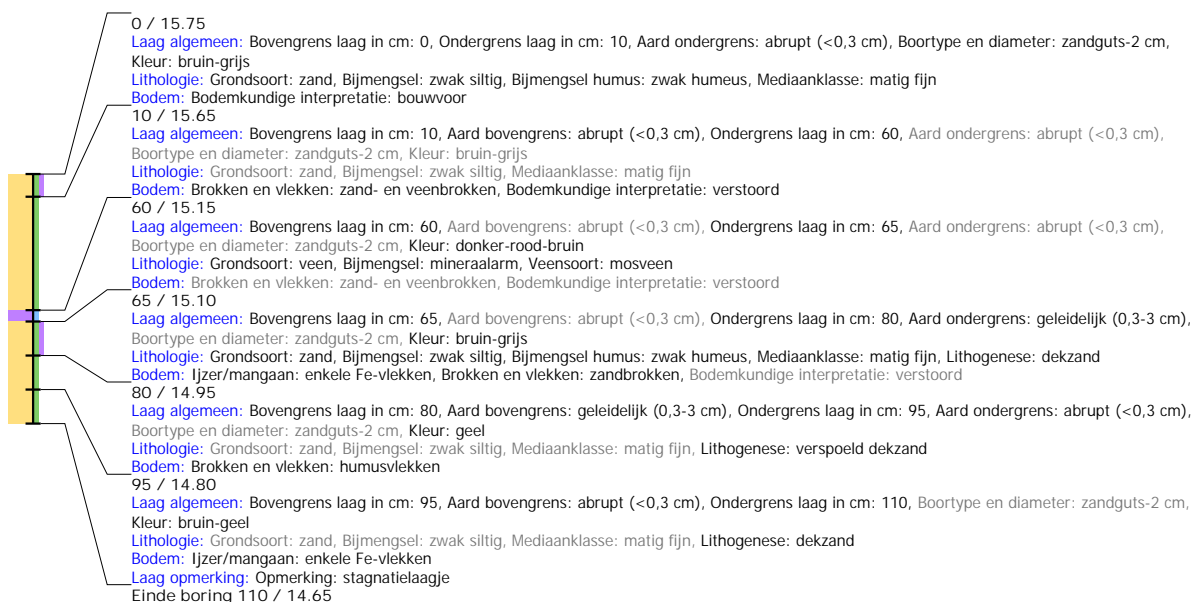 0 / 15.75
Laag algemeen: Bovengrens laag in cm: 0, Ondergrens laag in cm: 10, Aard ondergrens: abrupt (<0,3 cm), Boortype en diameter: zandguts-2 cm,
Kleur: bruin-grijs
Lithologie: Grondsoort: zand, Bijmengsel: zwak siltig, Bijmengsel humus: zwak humeus, Mediaanklasse: matig fijn
Bodem: Bodemkundige interpretatie: bouwvoor
10 / 15.65
Laag algemeen: Bovengrens laag in cm: 10, Aard bovengrens: abrupt (<0,3 cm), Ondergrens laag in cm: 60, Aard ondergrens: abrupt (<0,3 cm),
Boortype en diameter: zandguts-2 cm, Kleur: bruin-grijs
Lithologie: Grondsoort: zand, Bijmengsel: zwak siltig, Mediaanklasse: matig fijn
Bodem: Brokken en vlekken: zand- en veenbrokken, Bodemkundige interpretatie: verstoord
60 / 15.15
Laag algemeen: Bovengrens laag in cm: 60, Aard bovengrens: abrupt (<0,3 cm), Ondergrens laag in cm: 65, Aard ondergrens: abrupt (<0,3 cm),
Boortype en diameter: zandguts-2 cm, Kleur: donker-rood-bruin
Lithologie: Grondsoort: veen, Bijmengsel: mineraalarm, Veensoort: mosveen
Bodem: Brokken en vlekken: zand- en veenbrokken, Bodemkundige interpretatie: verstoord
65 / 15.10
Laag algemeen: Bovengrens laag in cm: 65, Aard bovengrens: abrupt (<0,3 cm), Ondergrens laag in cm: 80, Aard ondergrens: geleidelijk (0,3-3 cm),
Boortype en diameter: zandguts-2 cm, Kleur: bruin-grijs
Lithologie: Grondsoort: zand, Bijmengsel: zwak siltig, Bijmengsel humus: zwak humeus, Mediaanklasse: matig fijn, Lithogenese: dekzand
Bodem: Ijzer/mangaan: enkele Fe-vlekken, Brokken en vlekken: zandbrokken, Bodemkundige interpretatie: verstoord
80 / 14.95
Laag algemeen: Bovengrens laag in cm: 80, Aard bovengrens: geleidelijk (0,3-3 cm), Ondergrens laag in cm: 95, Aard ondergrens: abrupt (<0,3 cm),
Boortype en diameter: zandguts-2 cm, Kleur: geel
Lithologie: Grondsoort: zand, Bijmengsel: zwak siltig, Mediaanklasse: matig fijn, Lithogenese: verspoeld dekzand
Bodem: Brokken en vlekken: humusvlekken
95 / 14.80
Laag algemeen: Bovengrens laag in cm: 95, Aard bovengrens: abrupt (<0,3 cm), Ondergrens laag in cm: 110, Boortype en diameter: zandguts-2 cm,
Kleur: bruin-geel
Lithologie: Grondsoort: zand, Bijmengsel: zwak siltig, Mediaanklasse: matig fijn, Lithogenese: dekzand
Bodem: Ijzer/mangaan: enkele Fe-vlekken
Laag opmerking: Opmerking: stagnatielaagje
Einde boring 110 / 14.65